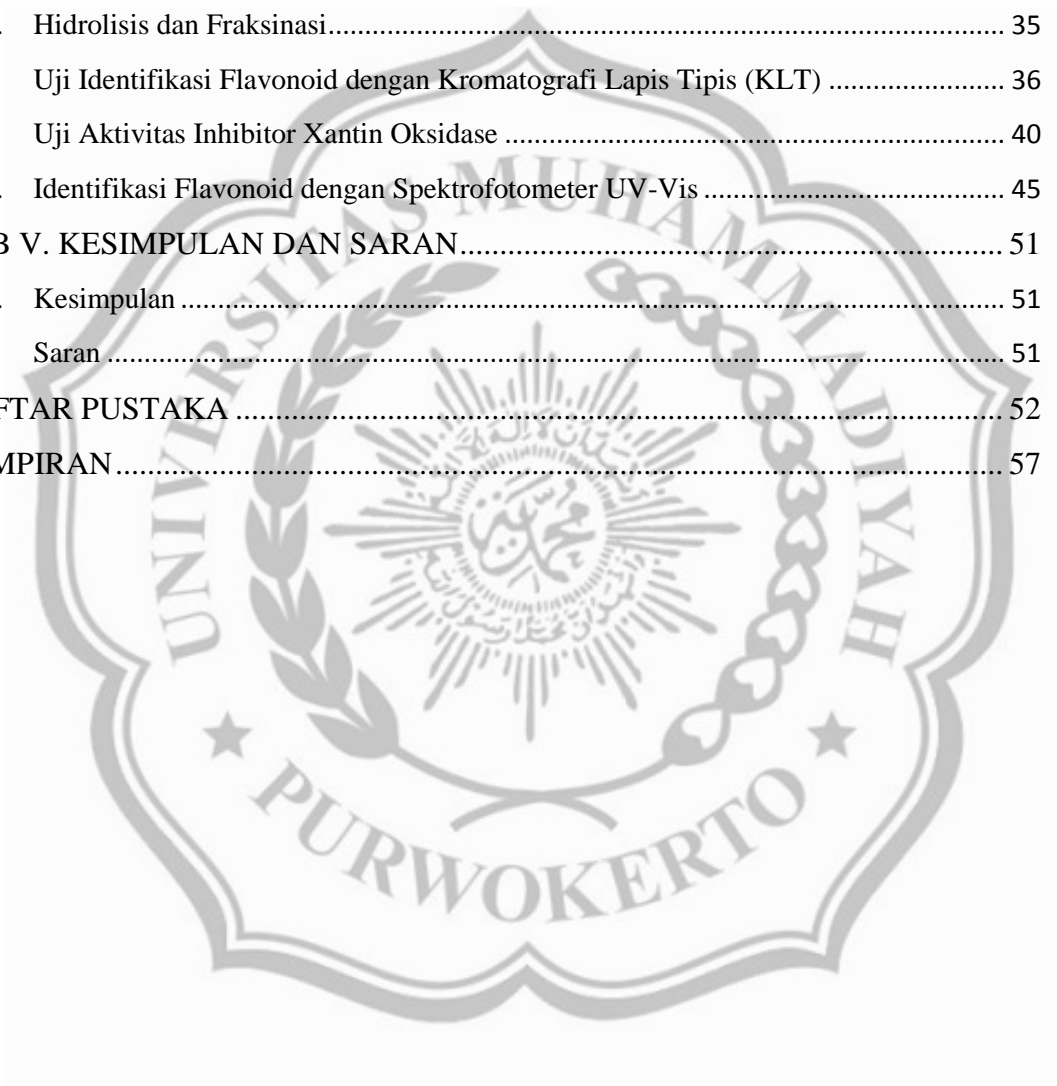 . Hidrolisis dan Fraksinasi.......... 35
Uji Identifikasi Flavonoid dengan Kromatografi Lapis Tipis (KLT) .......... 36
Uji Aktivitas Inhibitor Xantin Oksidase .......... 40
. Identifikasi Flavonoid dengan Spektrofotometer UV-Vis .......... 45
B V. KESIMPULAN DAN SARAN.......... 51
. Kesimpulan .......... 51
Saran .......... 51
FTAR PUSTAKA .......... 52
MPIRAN.......... 57
UNIVERSITAS MUHAMMADIYAH
PURWOKERTO